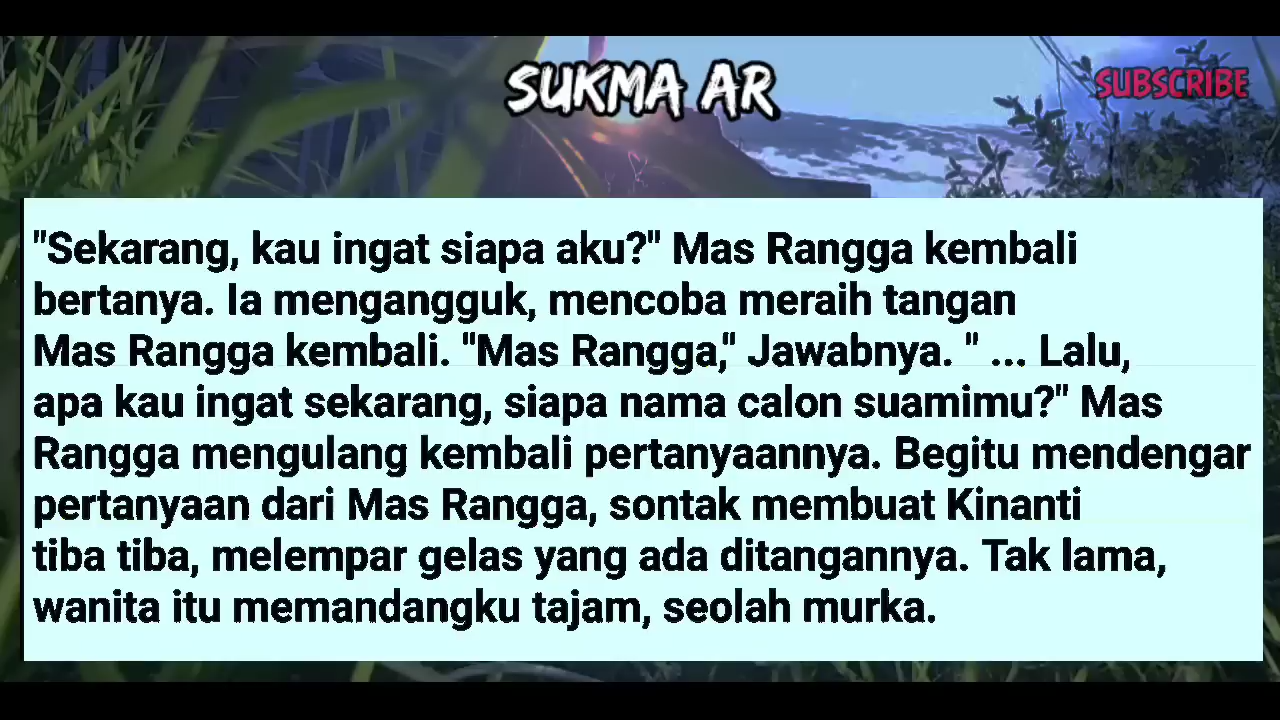 SUKMA AR
SUBSCRIBE
"Sekarang, kau ingat siapa aku?" Mas Rangga kembali
bertanya. Ia mengangguk, mencoba meraih tangan
Mas Rangga kembali. "Mas Rangga," Jawabnya. " ... Lalu,
apa kau ingat sekarang, siapa nama calon suamimu?" Mas
Rangga mengulang kembali pertanyaannya. Begitu mendengar
pertanyaan dari Mas Rangga, sontak membuat Kinanti
tiba tiba, melempar gelas yang ada ditangannya. Tak lama,
wanita itu memandangku tajam, seolah murka.